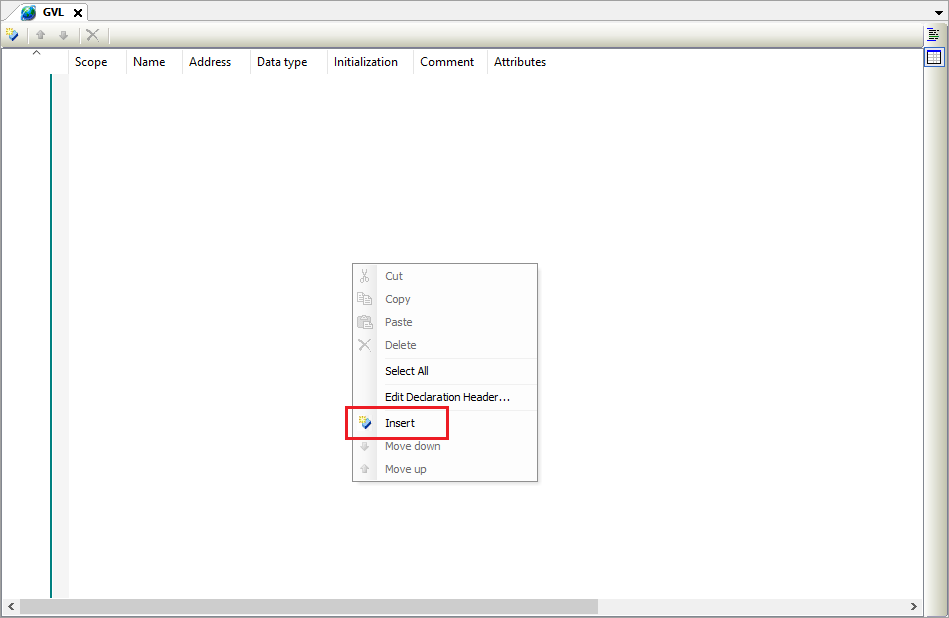 GVL
Scope Name Address Data type Initialization Comment Attributes
Cut
Copy
Paste
Delete
Select All
Edit Declaration Header...
Insert
Move down
Move up